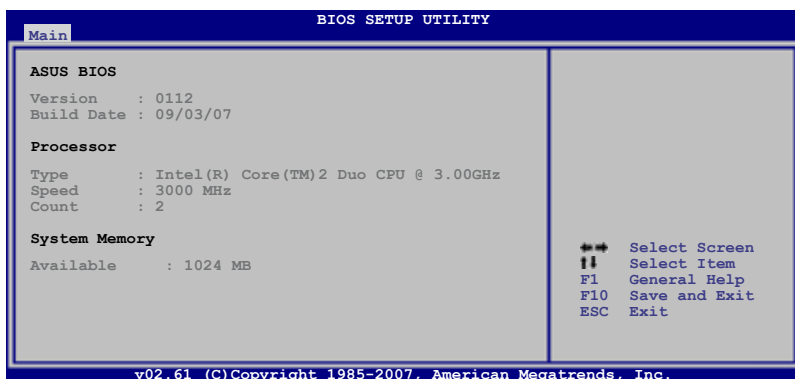 BIOS SETUP UTILITY
Main
ASUS BIOS
Version : 0112
Build Date : 09/03/07
Processor
Type : Intel(R) Core(TM)2 Duo CPU @ 3.00GHz
Speed : 3000 MHz
Count : 2
System Memory
Available : 1024 MB
Select Screen
Select Item
F1 General Help
F10 Save and Exit
ESC Exit
v02.61 (C)Copyright 1985-2007, American Megatrends, Inc.